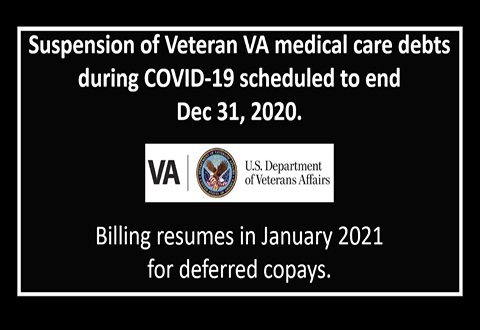 Suspension of Veteran VA medical care debts
during COVID-19 scheduled to end
Dec 31, 2020.
VA
U.S. Department
of Veterans Affairs
Billing resumes in January 2021
for deferred copays.